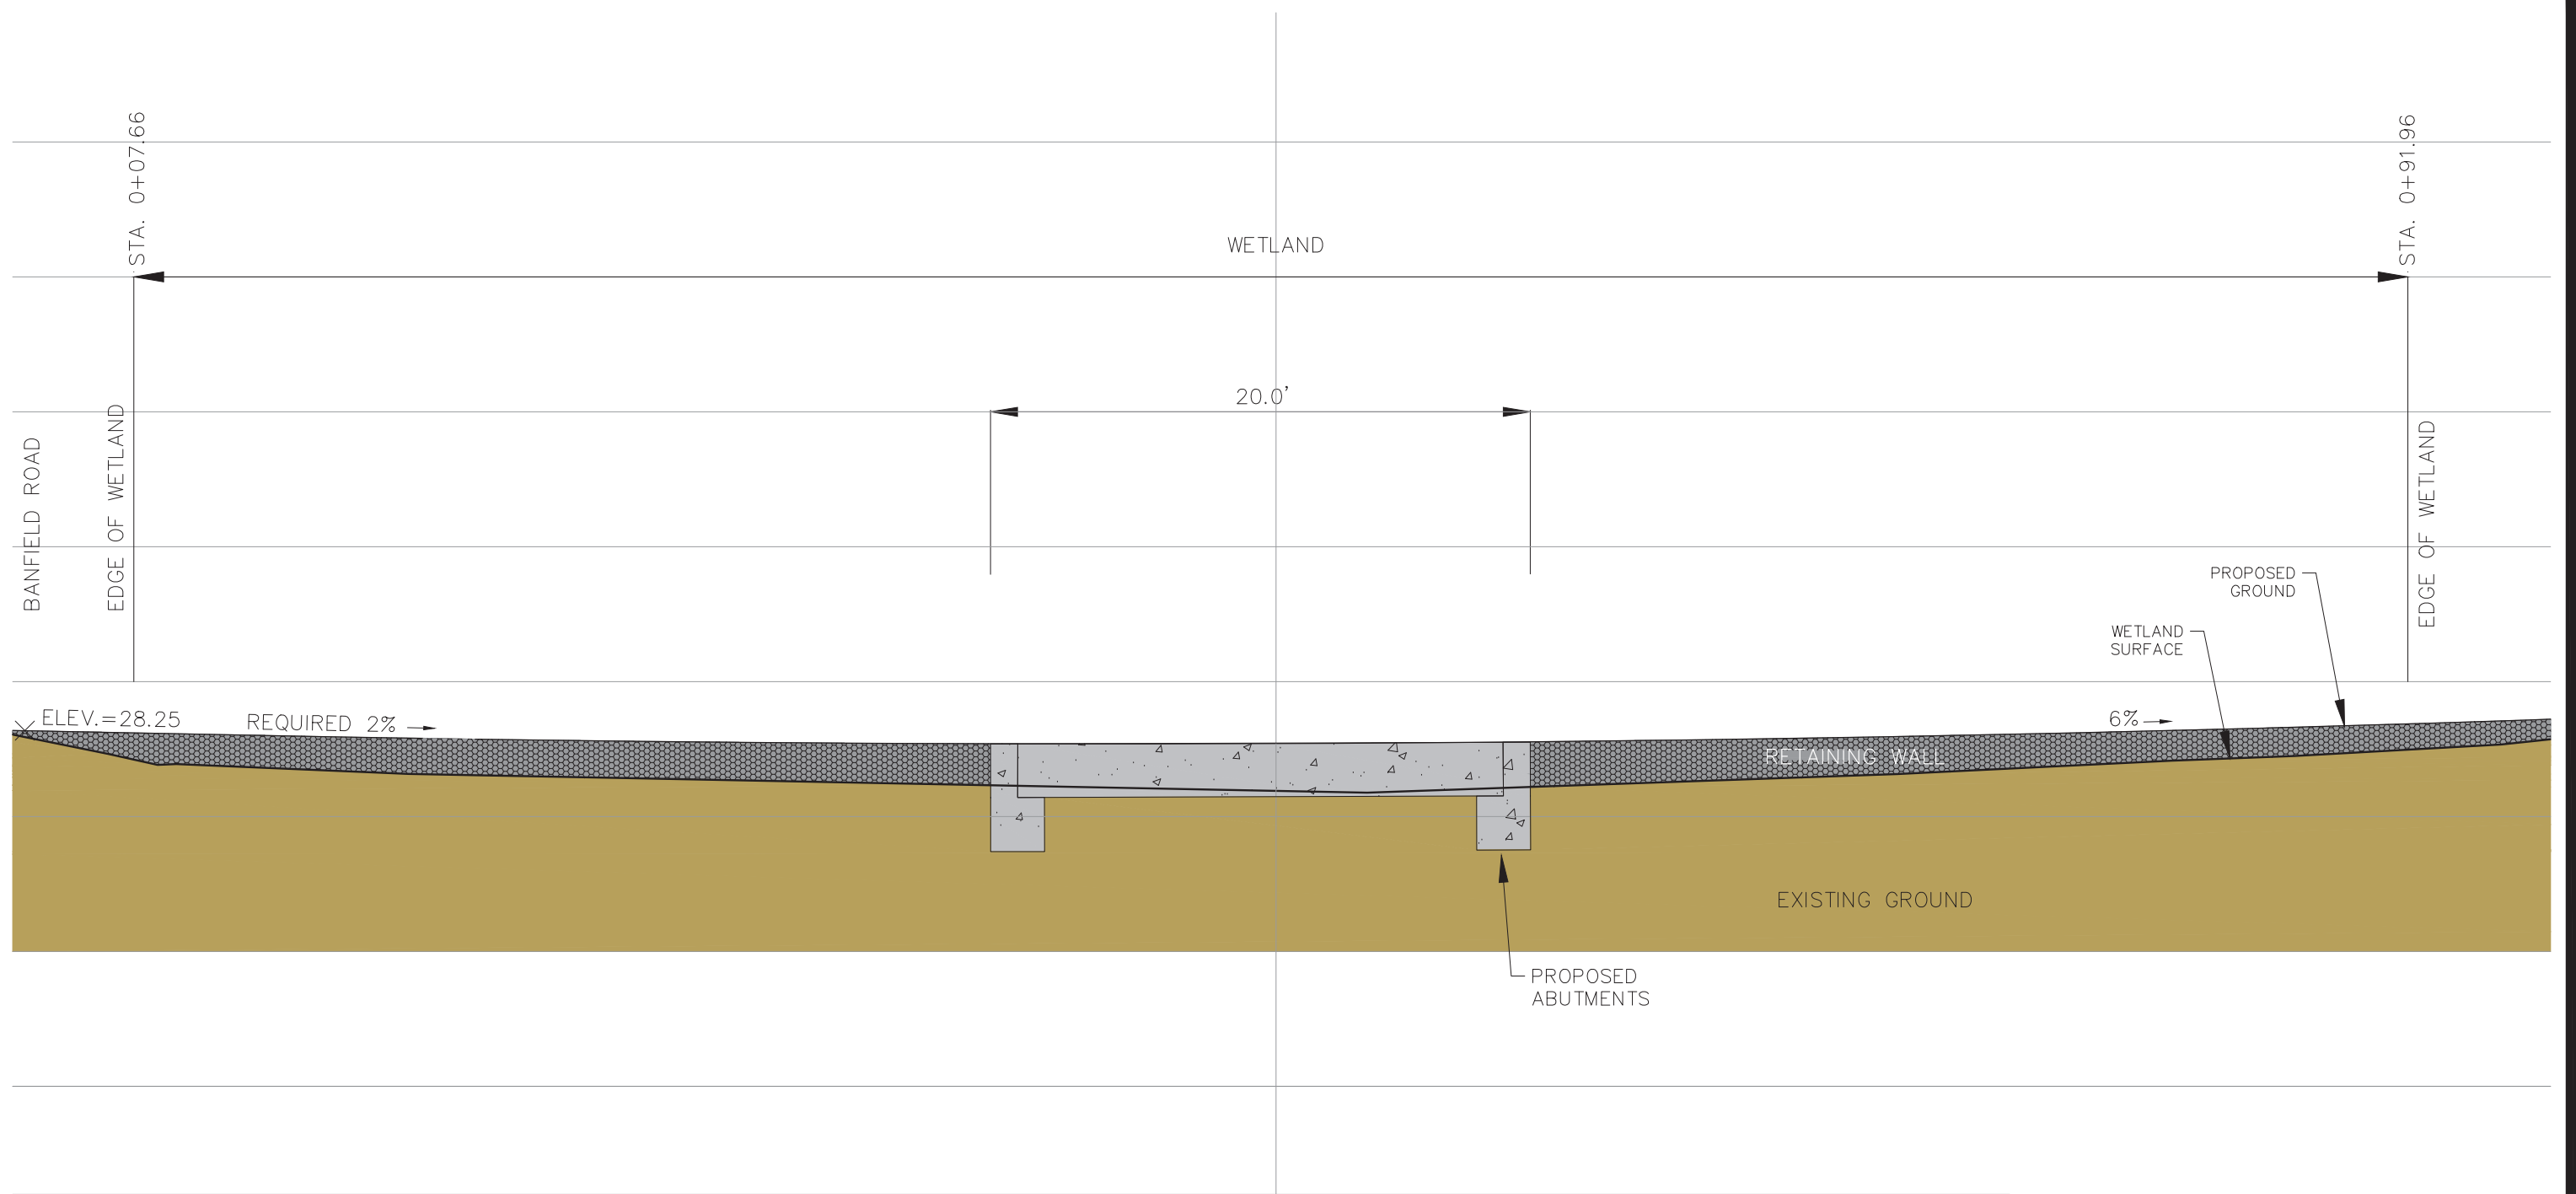 STA. 0+07.66
STA. 0+91.96
WETLAND
20.0'
BANFIELD ROAD
EDGE OF WETLAND
EDGE OF WETLAND
PROPOSED
GROUND
WETLAND
SURFACE
ELEV.=28.25
REQUIRED 2%
6%
RETAINING WALL
EXISTING GROUND
PROPOSED
ABUTMENTS